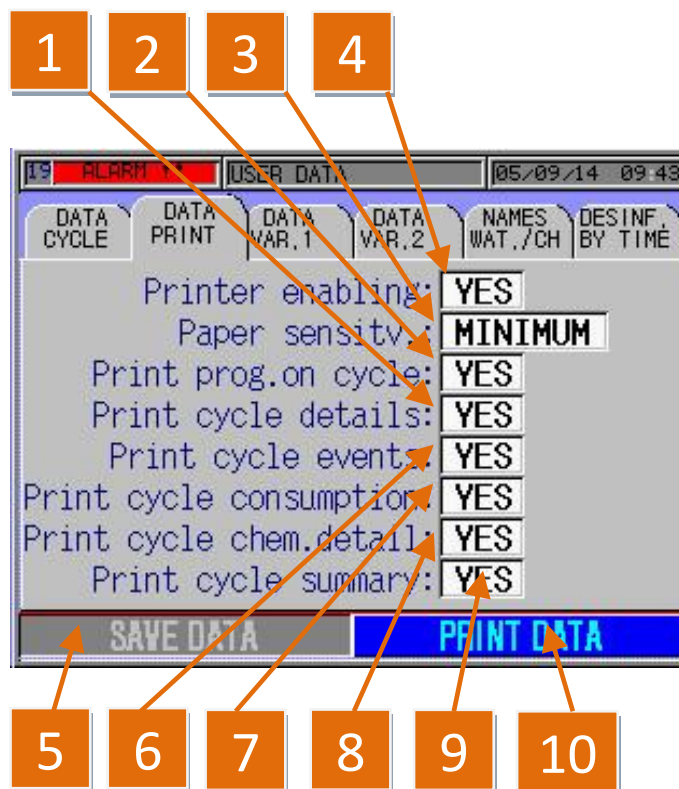 1 2 3 4
19 ALARM USER DATA 05/09/14 09:43
DATA CYCLE DATA PRINT DATA VAR.1 DATA VAR.2 NAMES WAT./CH DESINF. BY TIME
Printer enabling: YES
Paper sensitv.: MINIMUM
Print prog.on cycle: YES
Print cycle details: YES
Print cycle events: YES
Print cycle consumption: YES
Print cycle chem.detail: YES
Print cycle summary: YES
SAVE DATA PRINT DATA
5 6 7 8 9 10